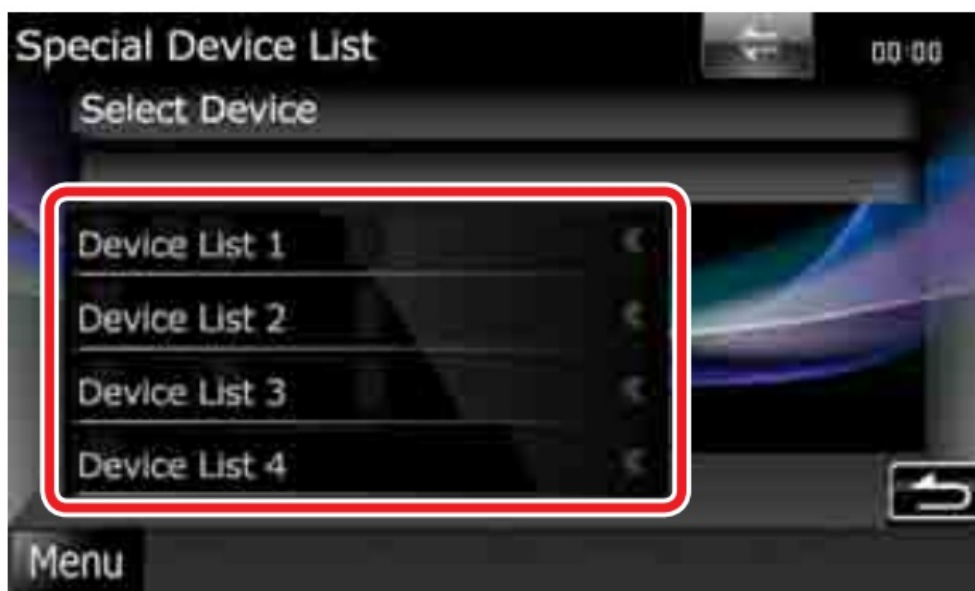 Special Device List
00:00
Select Device
Device List 1
Device List 2
Device List 3
Device List 4
Menu